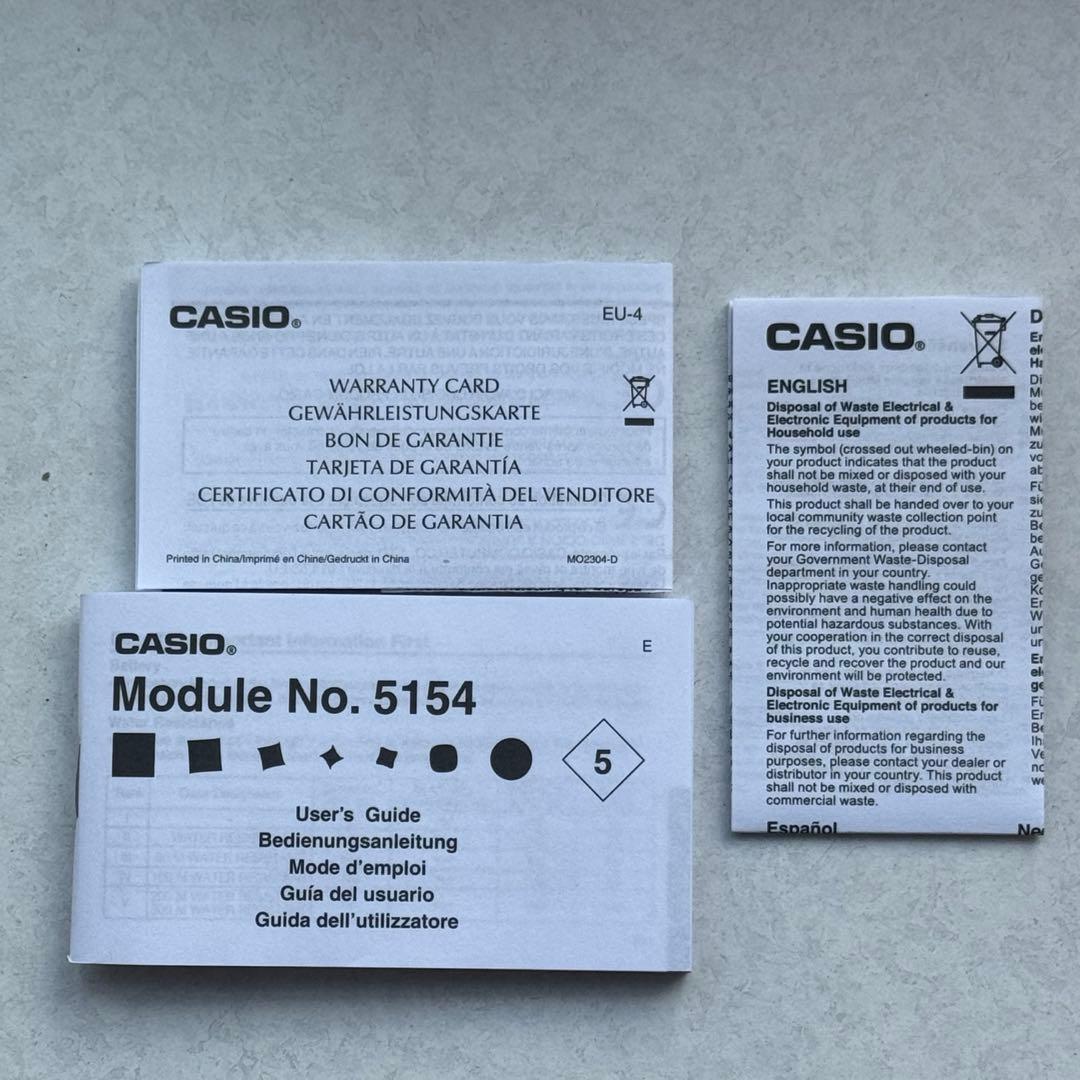 CASIO®
EU-4
WARRANTY CARD
GEWÄHRLEISTUNGSKARTE
BON DE GARANTIE
TARJETA DE GARANTÍA
CERTIFICATO DI CONFORMITÀ DEL VENDITORE
CARTÃO DE GARANTIA
Printed in China/Imprimé en Chine/Gedruckt in China
MO2304-D
CASIO®
E
Module No. 5154
5
User's Guide
Bedienungsanleitung
Mode d'emploi
Guía del usuario
Guida dell'utilizzatore
CASIO®
ENGLISH
Disposal of Waste Electrical &
Electronic Equipment of products for
Household use
The symbol (crossed out wheeled-bin) on
your product indicates that the product
shall not be mixed or disposed with your
household waste, at their end of use.
This product shall be handed over to your
local community waste collection point
for the recycling of the product.
For more information, please contact
your Government Waste-Disposal
department in your country.
Inappropriate waste handling could
possibly have a negative effect on the
environment and human health due to
potential hazardous substances. With
your cooperation in the correct disposal
of this product, you contribute to reuse,
recycle and recover the product and our
environment will be protected.
Disposal of Waste Electrical &
Electronic Equipment of products for
business use
For further information regarding the
disposal of products for business
purposes, please contact your dealer or
distributor in your country. This product
shall not be mixed or disposed with
commercial waste.
Español